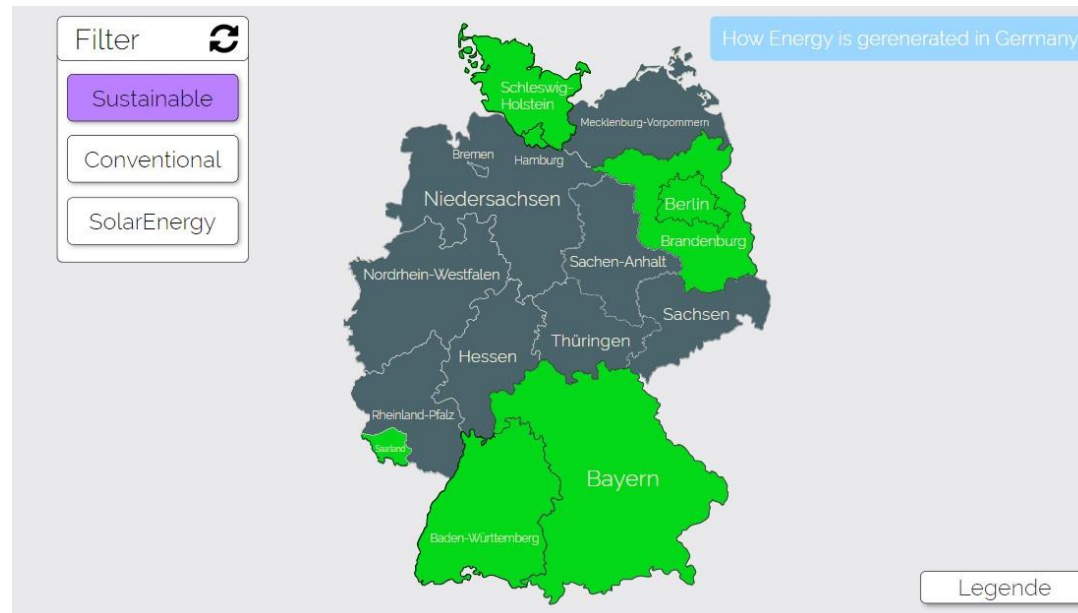 Filter
How Energy is gerenerated in Germany
Sustainable
Conventional
SolarEnergy
Schleswig-
Holstein
Mecklenburg-Vorpommern
Bremen
Hamburg
Niedersachsen
Berlin
Brandenburg
Sachen-Anhalt
Nordrhein-Westfalen
Sachsen
Thüringen
Hessen
Rheinland-Pfalz
Saarland
Bayern
Baden-Württemberg
Legende